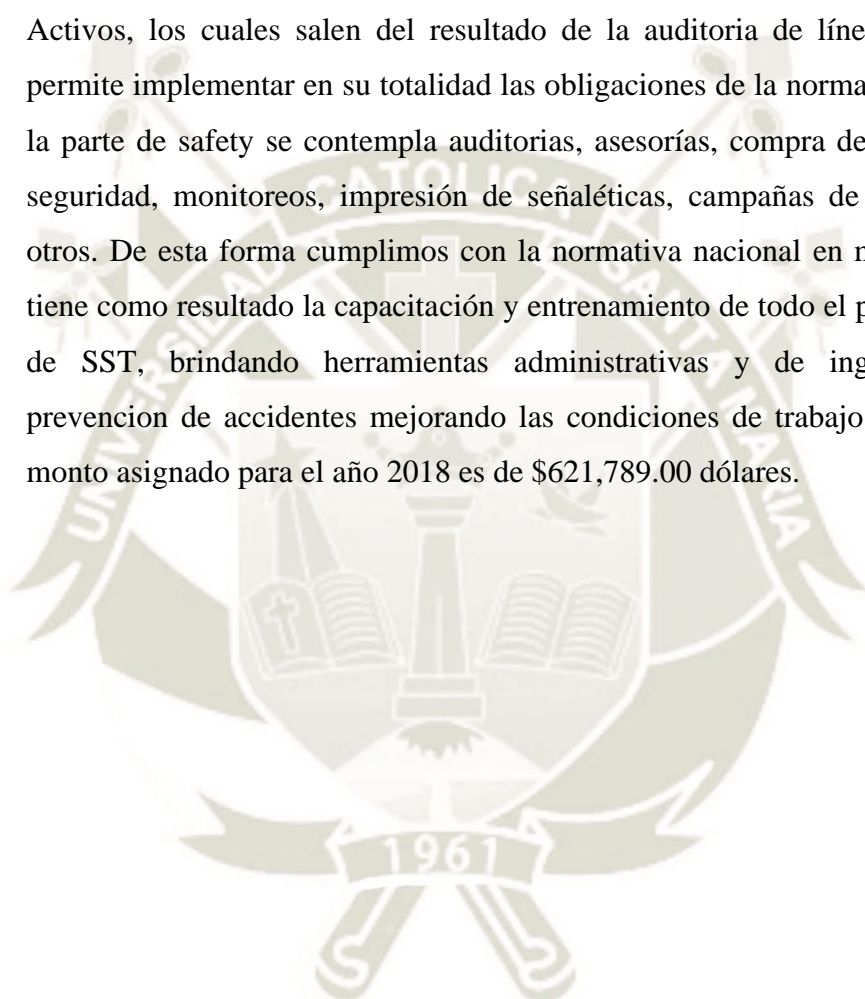 Activos, los cuales salen del resultado de la auditoria de
permite implementar en su totalidad las obligaciones de la
la parte de safety se contempla auditorias, asesorías, compra de
seguridad, monitoreos, impresión de señaléticas, campañas de
otros. De esta forma cumplimos con la normativa nacional en
tiene como resultado la capacitación y entrenamiento de todo el
de SST, brindando herramientas administrativas y de
prevencion de accidentes mejorando las condiciones de trabajo
monto asignado para el año 2018 es de $621,789.00 dólares.
UNIVERSIDAD CATOLICA SANTA MARIA
1961